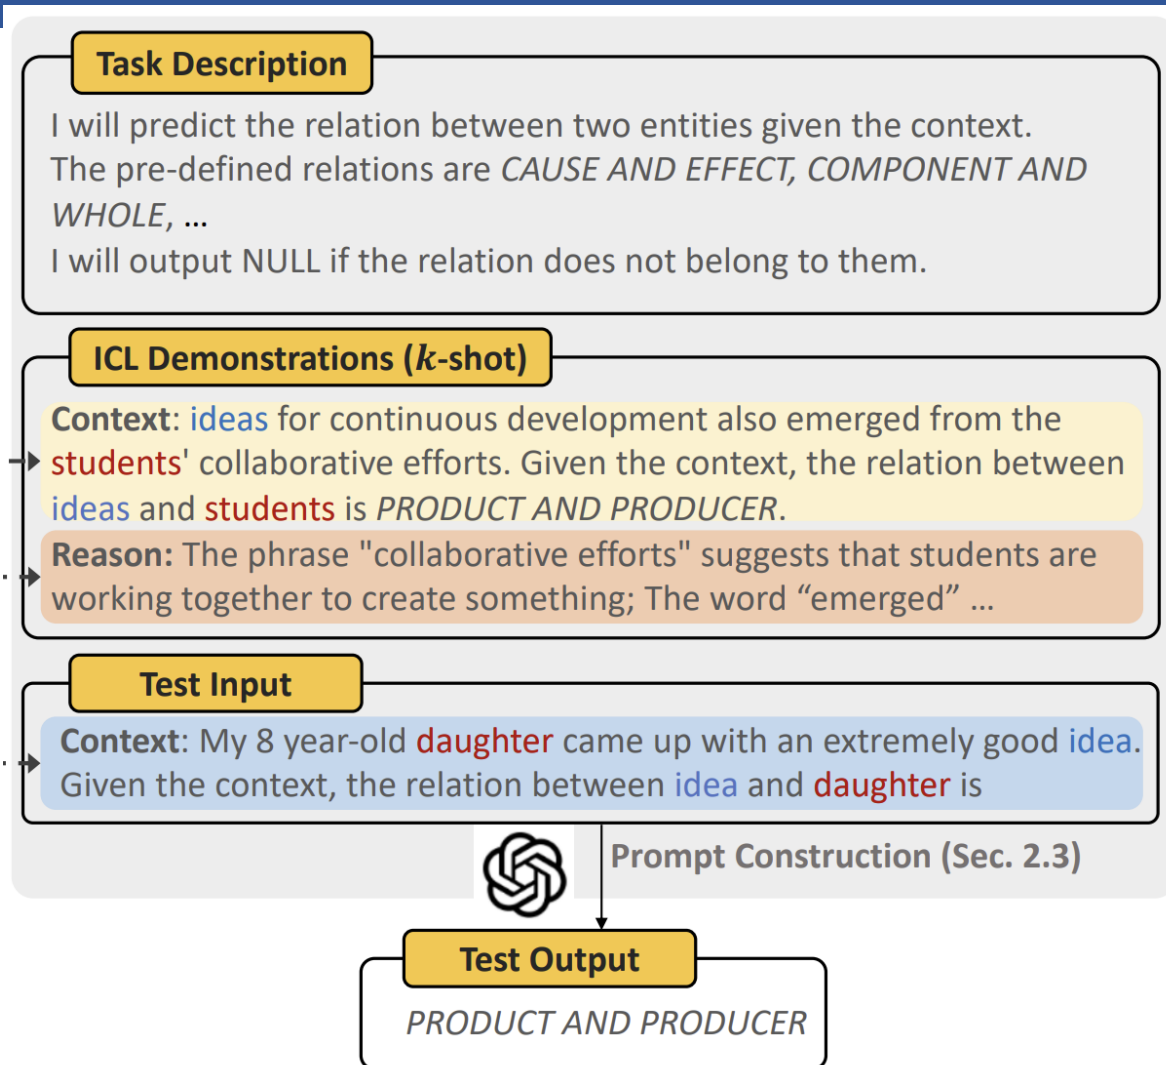 Task Description
I will predict the relation between two entities given the context.
The pre-defined relations are CAUSE AND EFFECT, COMPONENT AND
WHOLE, ...
I will output NULL if the relation does not belong to them.
ICL Demonstrations (k-shot)
Context: ideas for continuous development also emerged from the
students' collaborative efforts. Given the context, the relation between
ideas and students is PRODUCT AND PRODUCER.
Reason: The phrase "collaborative efforts" suggests that students are
working together to create something; The word “emerged” ...
Test Input
Context: My 8 year-old daughter came up with an extremely good idea.
Given the context, the relation between idea and daughter is
Prompt Construction (Sec. 2.3)
Test Output
PRODUCT AND PRODUCER